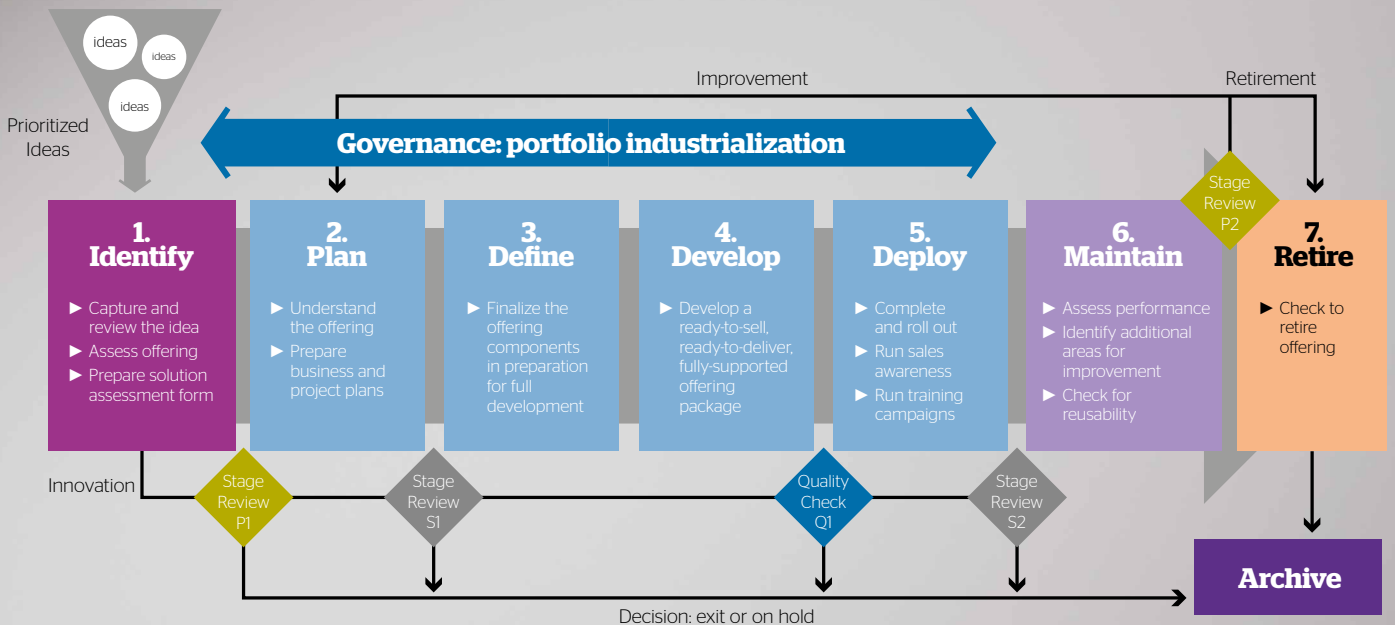 ideas
ideas
ideas
Prioritized
Ideas
Improvement
Retirement
Governance: portfolio industrialization
1.
Identify
► Capture and
review the idea
► Assess offering
► Prepare solution
assessment form
2.
Plan
► Understand
the offering
► Prepare
business and
project plans
3.
Define
► Finalize the
offering
components
in preparation
for full
development
4.
Develop
► Develop a
ready-to-sell,
ready-to-deliver,
fully-supported
offering
package
5.
Deploy
► Complete
and roll out
► Run sales
awareness
► Run training
campaigns
6.
Maintain
► Assess performance
► Identify additional
areas for
improvement
► Check for
reusability
Stage
Review
P2
7.
Retire
► Check to
retire
offering
Innovation
Stage
Review
P1
Stage
Review
S1
Quality
Check
Q1
Stage
Review
S2
Archive
Decision: exit or on hold